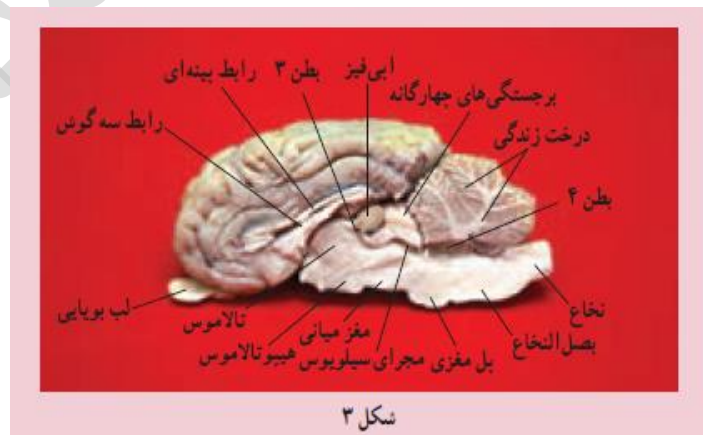 اپی‌فیز
بطن ۳
رابط پینه‌ای
رابط سه گوش
برجستگی‌های چهارگانه
درخت زندگی
بطن ۴
نخاع
بصل‌النخاع
پل مغزی
مجرای سیلویوس
مغز میانی
هیپوتالاموس
تالاموس
لب بویایی
شکل ۳